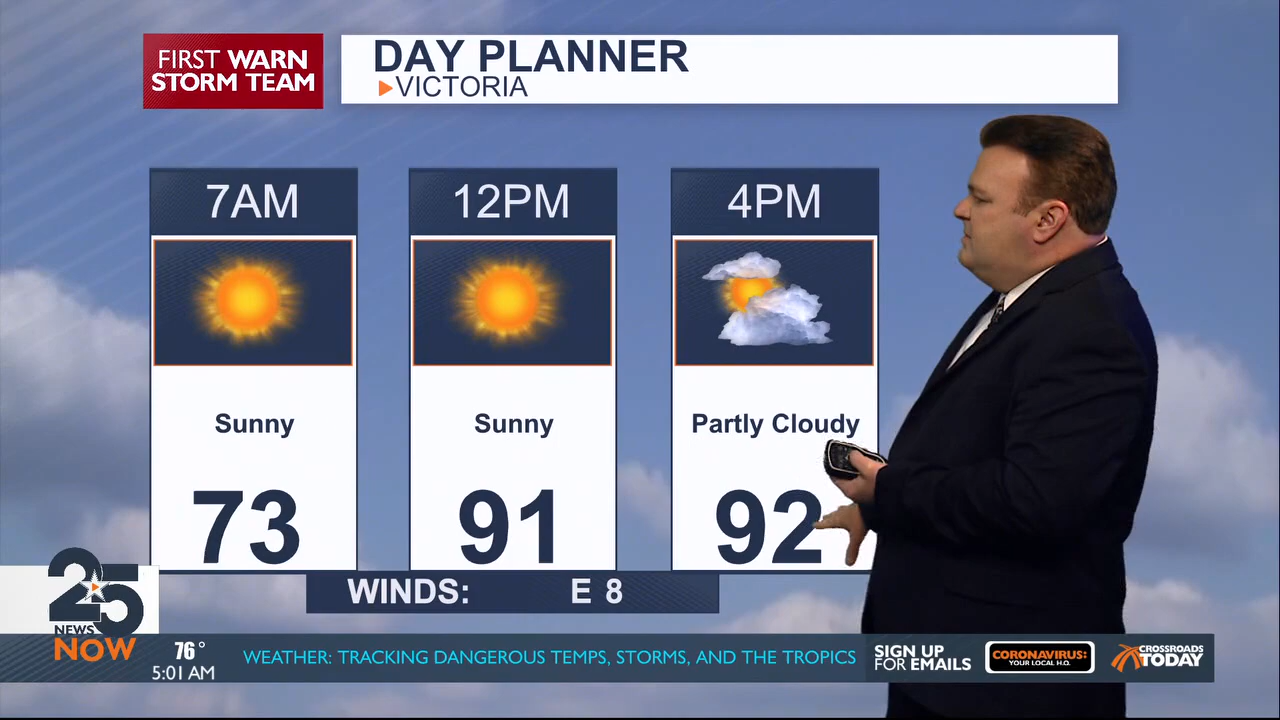 FIRST WARN
STORM TEAM
DAY PLANNER
VICTORIA
7AM
12PM
4PM
Sunny
Sunny
Partly Cloudy
73
91
92
WINDS: E 8
25
NEWS
NOW
76°
5:01 AM
WEATHER: TRACKING DANGEROUS TEMPS, STORMS, AND THE TROPICS
SIGN UP
FOR EMAILS
CORONAVIRUS:
YOUR LOCAL H.Q.
CROSSROADS
TODAY